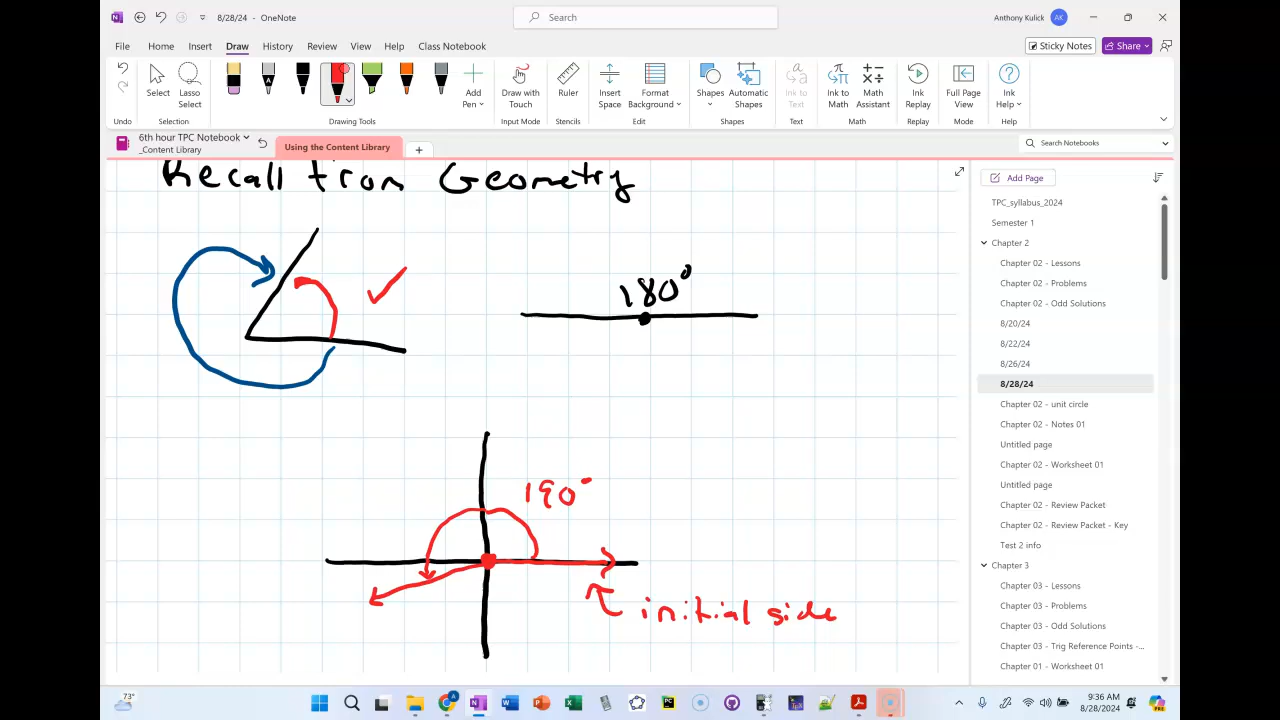 8/28/24 - OneNote
Search
Anthony Kulick AK
File Home Insert Draw History Review View Help Class Notebook
Sticky Notes Share
Select
Lasso Select
Add Pen
Draw with Touch
Ruler
Insert Space
Format Background
Shapes
Automatic Shapes
Ink to Text
Ink to Math
Math Assistant
Ink Replay
Full Page View
Ink Help
Undo Selection Drawing Tools Input Mode Stencils Edit Shapes Text Math Replay Mode Help
6th hour TPC Notebook
_Content Library
Using the Content Library
Search Notebooks
Recall from Geometry
180°
190°
initial side
Add Page
TPC_syllabus_2024
Semester 1
Chapter 2
Chapter 02 - Lessons
Chapter 02 - Problems
Chapter 02 - Odd Solutions
8/20/24
8/22/24
8/26/24
8/28/24
Chapter 02 - unit circle
Chapter 02 - Notes 01
Untitled page
Chapter 02 - Worksheet 01
Untitled page
Chapter 02 - Review Packet
Chapter 02 - Review Packet - Key
Test 2 info
Chapter 3
Chapter 03 - Lessons
Chapter 03 - Problems
Chapter 03 - Odd Solutions
Chapter 03 - Trig Reference Points -...
Chapter 01 - Worksheet 01
73°
9:36 AM
8/28/2024